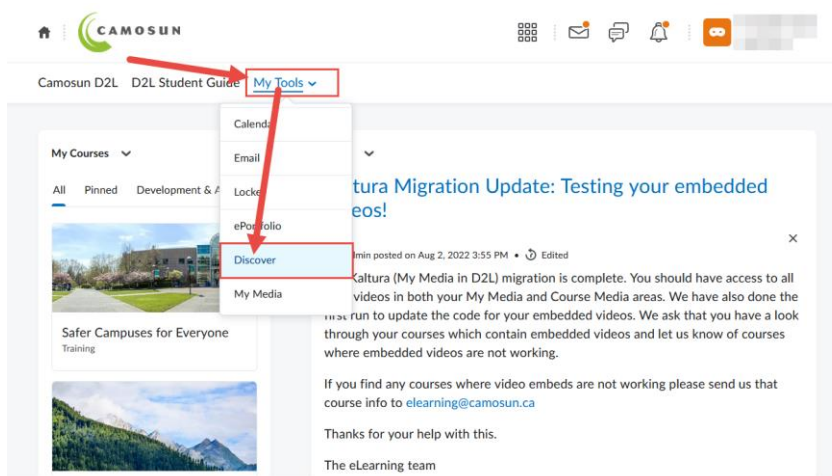 CAMOSUN
Camosun D2L D2L Student Guide My Tools
Calendar
My Courses
Email
All Pinned Development & A
Locker
tura Migration Update: Testing your embedded
eos!
ePortfolio
Discover
dmin posted on Aug 2, 2022 3:55 PM • Edited
My Media
Kaltura (My Media in D2L) migration is complete. You should have access to all
videos in both your My Media and Course Media areas. We have also done the
first run to update the code for your embedded videos. We ask that you have a look
through your courses which contain embedded videos and let us know of courses
where embedded videos are not working.
Safer Campuses for Everyone
Training
If you find any courses where video embeds are not working please send us that
course info to elearning@camosun.ca
Thanks for your help with this.
The eLearning team